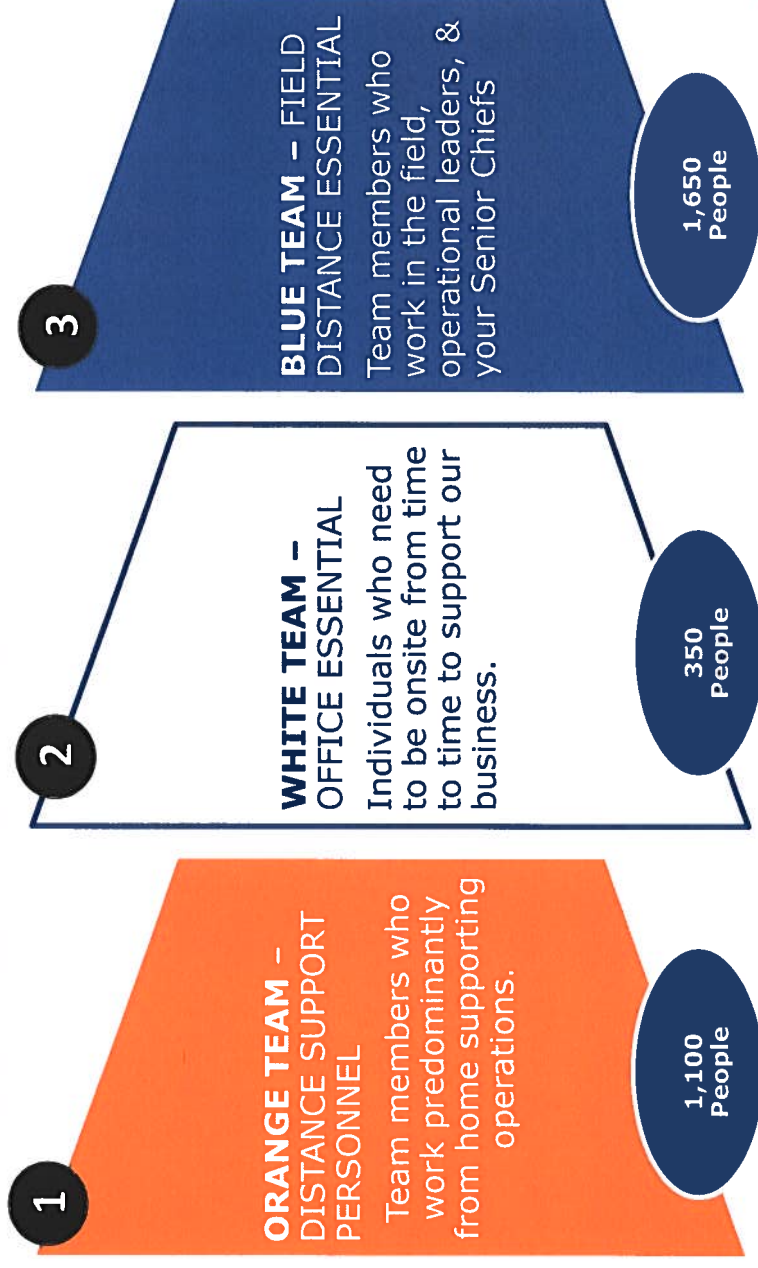 1
ORANGE TEAM –
DISTANCE SUPPORT
PERSONNEL
Team members who
work predominantly
from home supporting
operations.
1,100
People
2
WHITE TEAM –
OFFICE ESSENTIAL
Individuals who need
to be onsite from time
to time to support our
business.
350
People
3
BLUE TEAM – FIELD
DISTANCE ESSENTIAL
Team members who
work in the field,
operational leaders, &
your Senior Chiefs
1,650
People